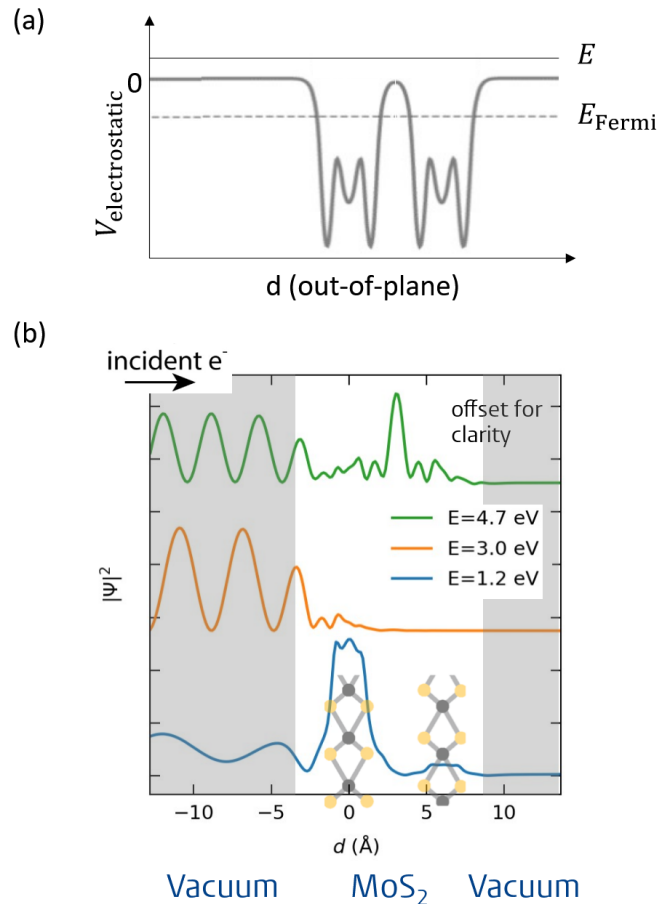 (a)
E
0
E_Fermi
V_electrostatic
d (out-of-plane)
(b)
incident e⁻
offset for
clarity
E=4.7 eV
E=3.0 eV
E=1.2 eV
|Ψ|²
−10 −5 0 5 10
d (Å)
Vacuum MoS₂ Vacuum